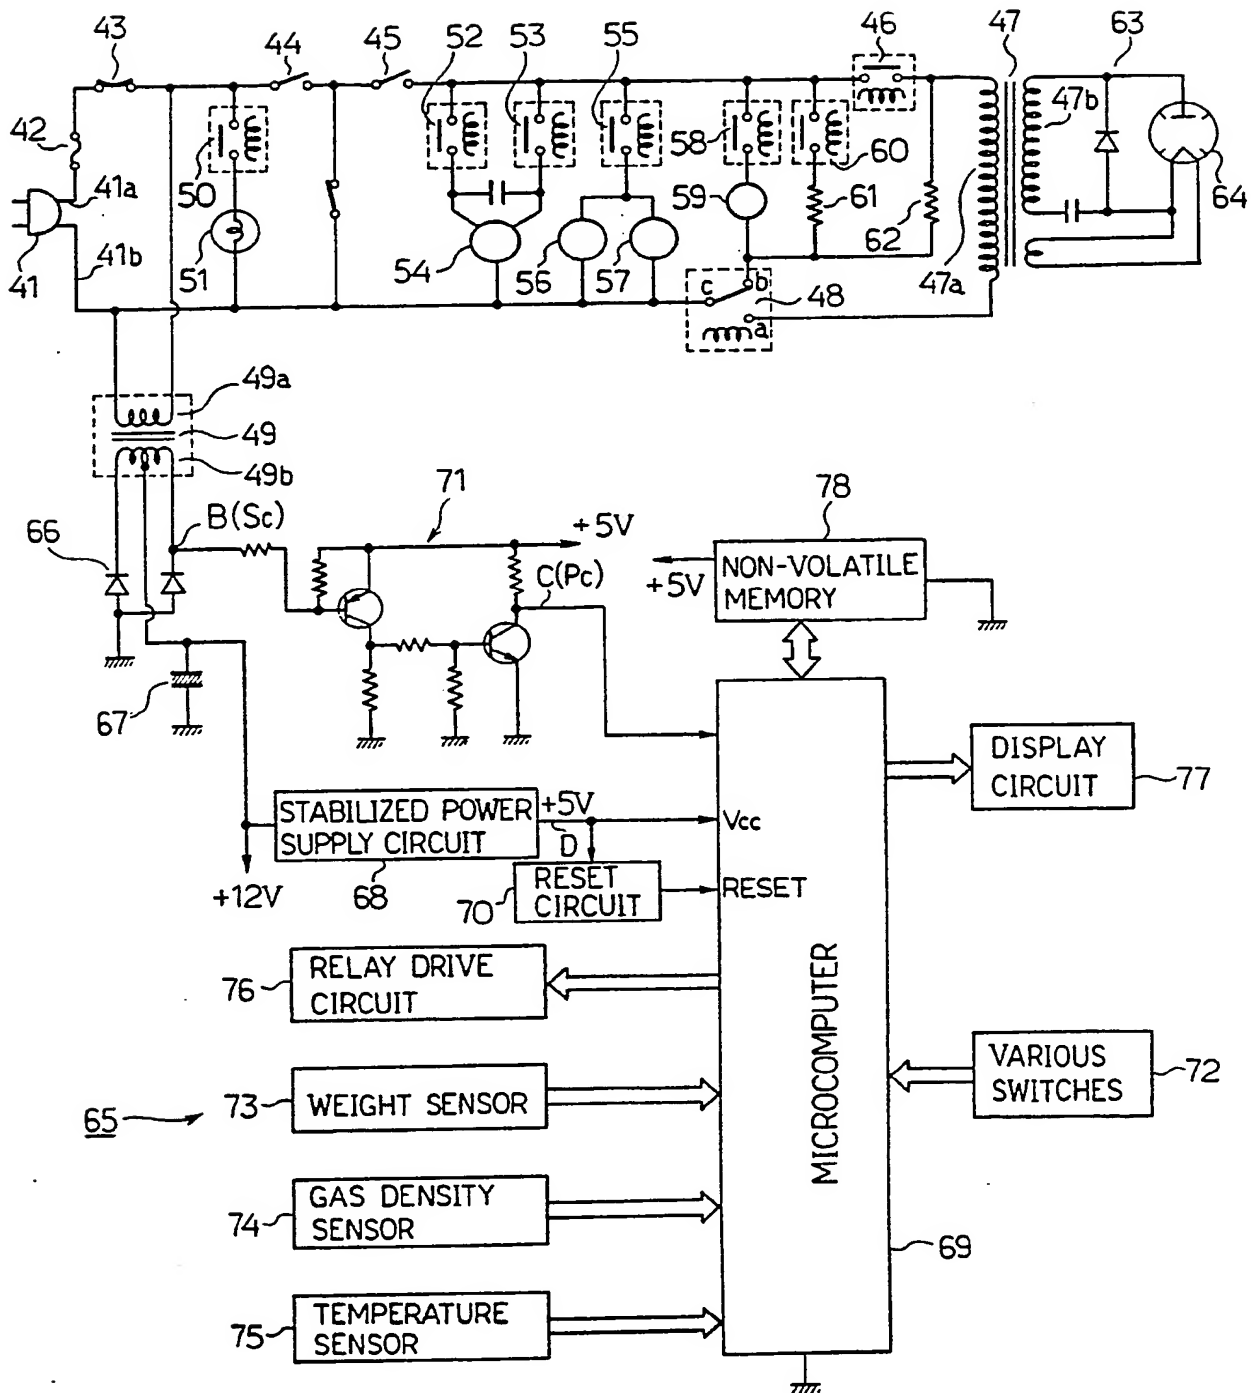 43
44
45
52
53
55
46
47
63
42
41a
41
41b
50
51
54
56
57
58
59
60
61
62
47a
47b
64
c
b
a
48
49a
49
49b
66
B(Sc)
71
+5V
C(Pc)
78
+5V
NON-VOLATILE
MEMORY
67
STABILIZED POWER
SUPPLY CIRCUIT
68
+12V
+5V
D
Vcc
RESET
CIRCUIT
70
RESET
DISPLAY
CIRCUIT
77
MICROCOMPUTER
69
RELAY DRIVE
CIRCUIT
76
VARIOUS
SWITCHES
72
WEIGHT SENSOR
73
65
GAS DENSITY
SENSOR
74
TEMPERATURE
SENSOR
75